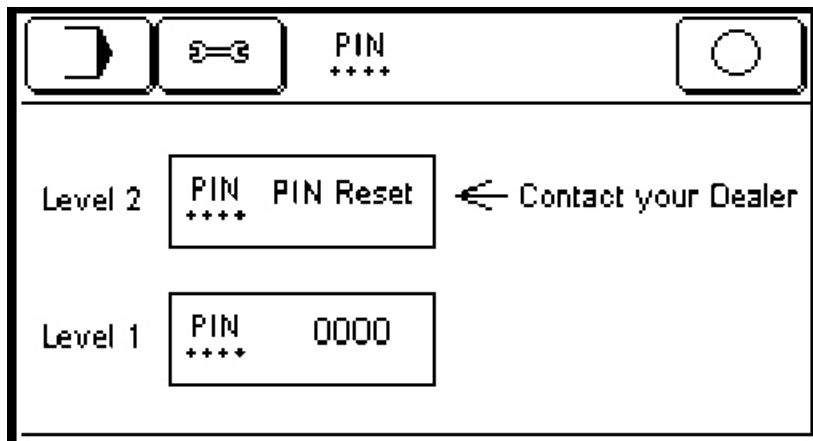 PIN
++++
Level 2 PIN PIN Reset Contact your Dealer
++++
Level 1 PIN 0000
++++